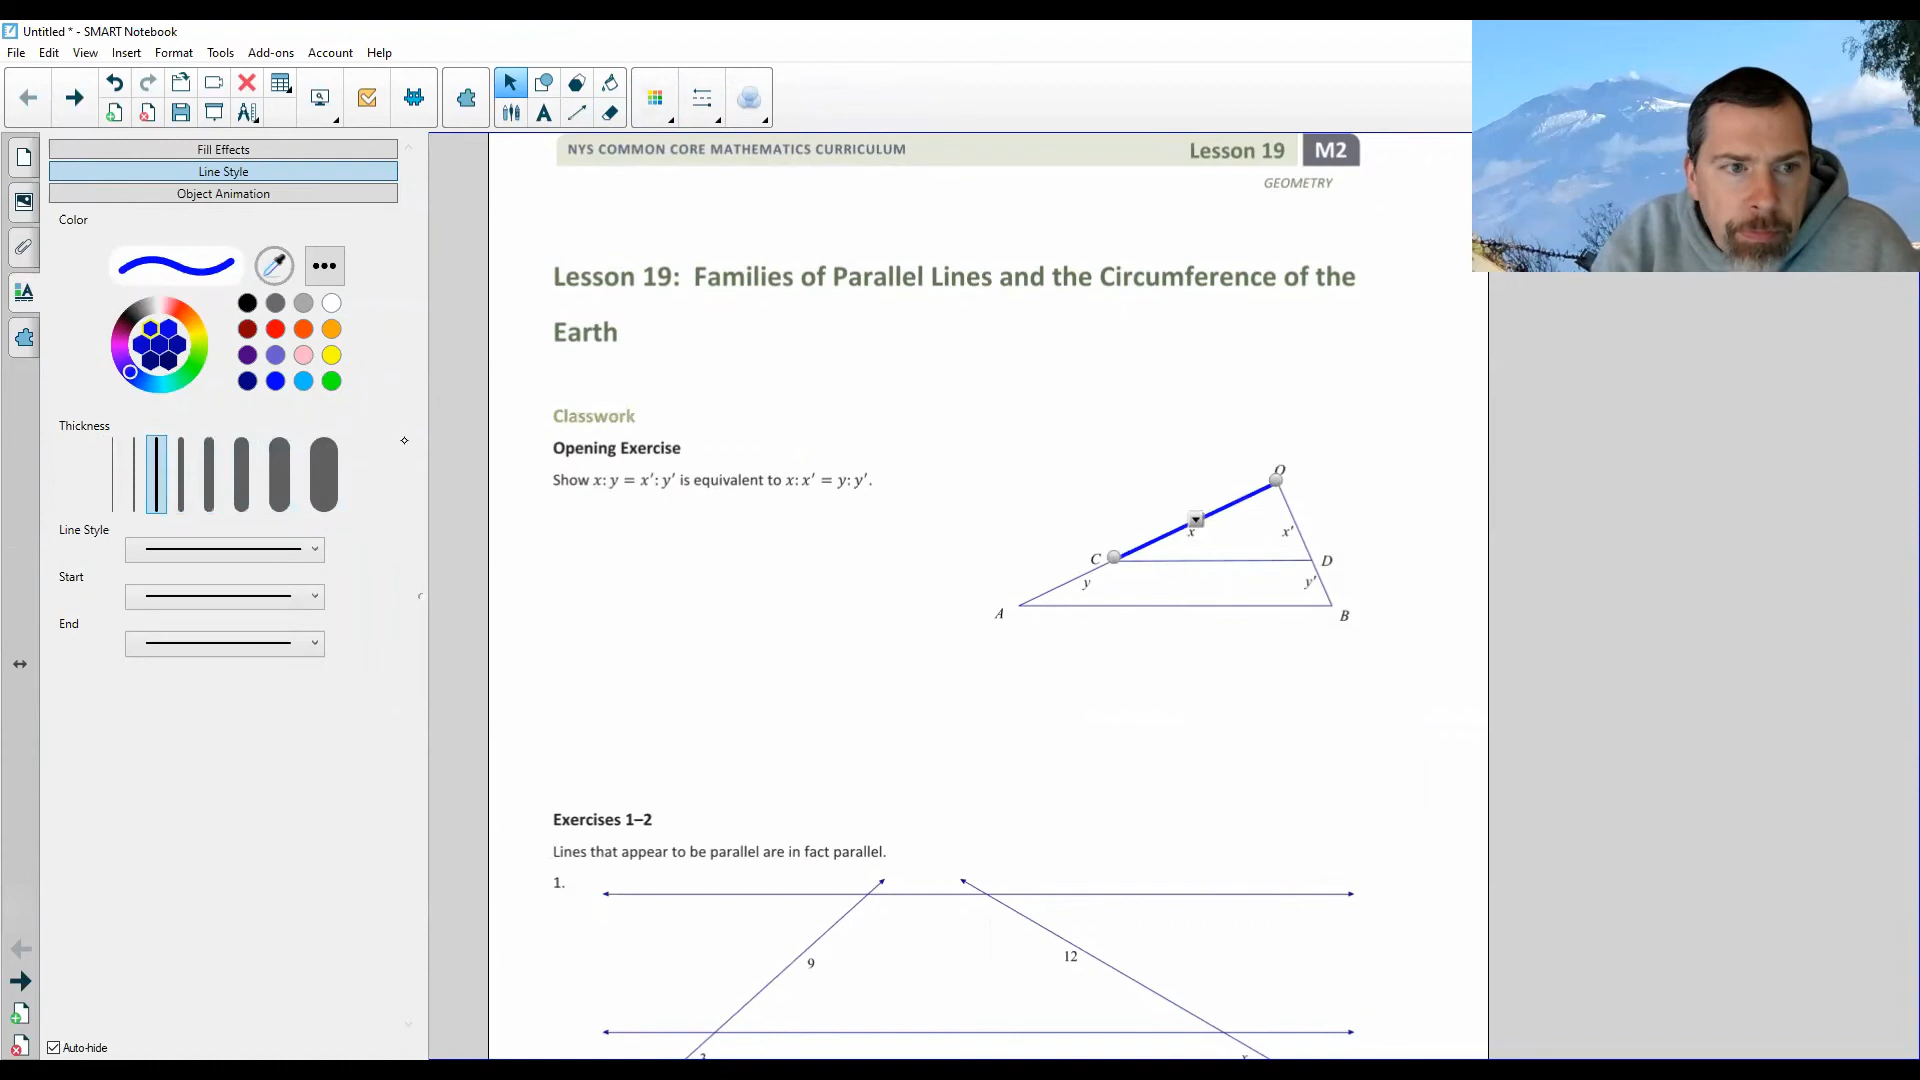 Untitled * - SMART Notebook
File Edit View Insert Format Tools Add-ons Account Help
Fill Effects
Line Style
Object Animation
Color
Thickness
Line Style
Start
End
Auto-hide
NYS COMMON CORE MATHEMATICS CURRICULUM Lesson 19 M2
GEOMETRY
Lesson 19: Families of Parallel Lines and the Circumference of the
Earth
Classwork
Opening Exercise
Show x: y = x′: y′ is equivalent to x: x′ = y: y′.
O
x x′
C D
y y′
A B
Exercises 1–2
Lines that appear to be parallel are in fact parallel.
1.
9 12